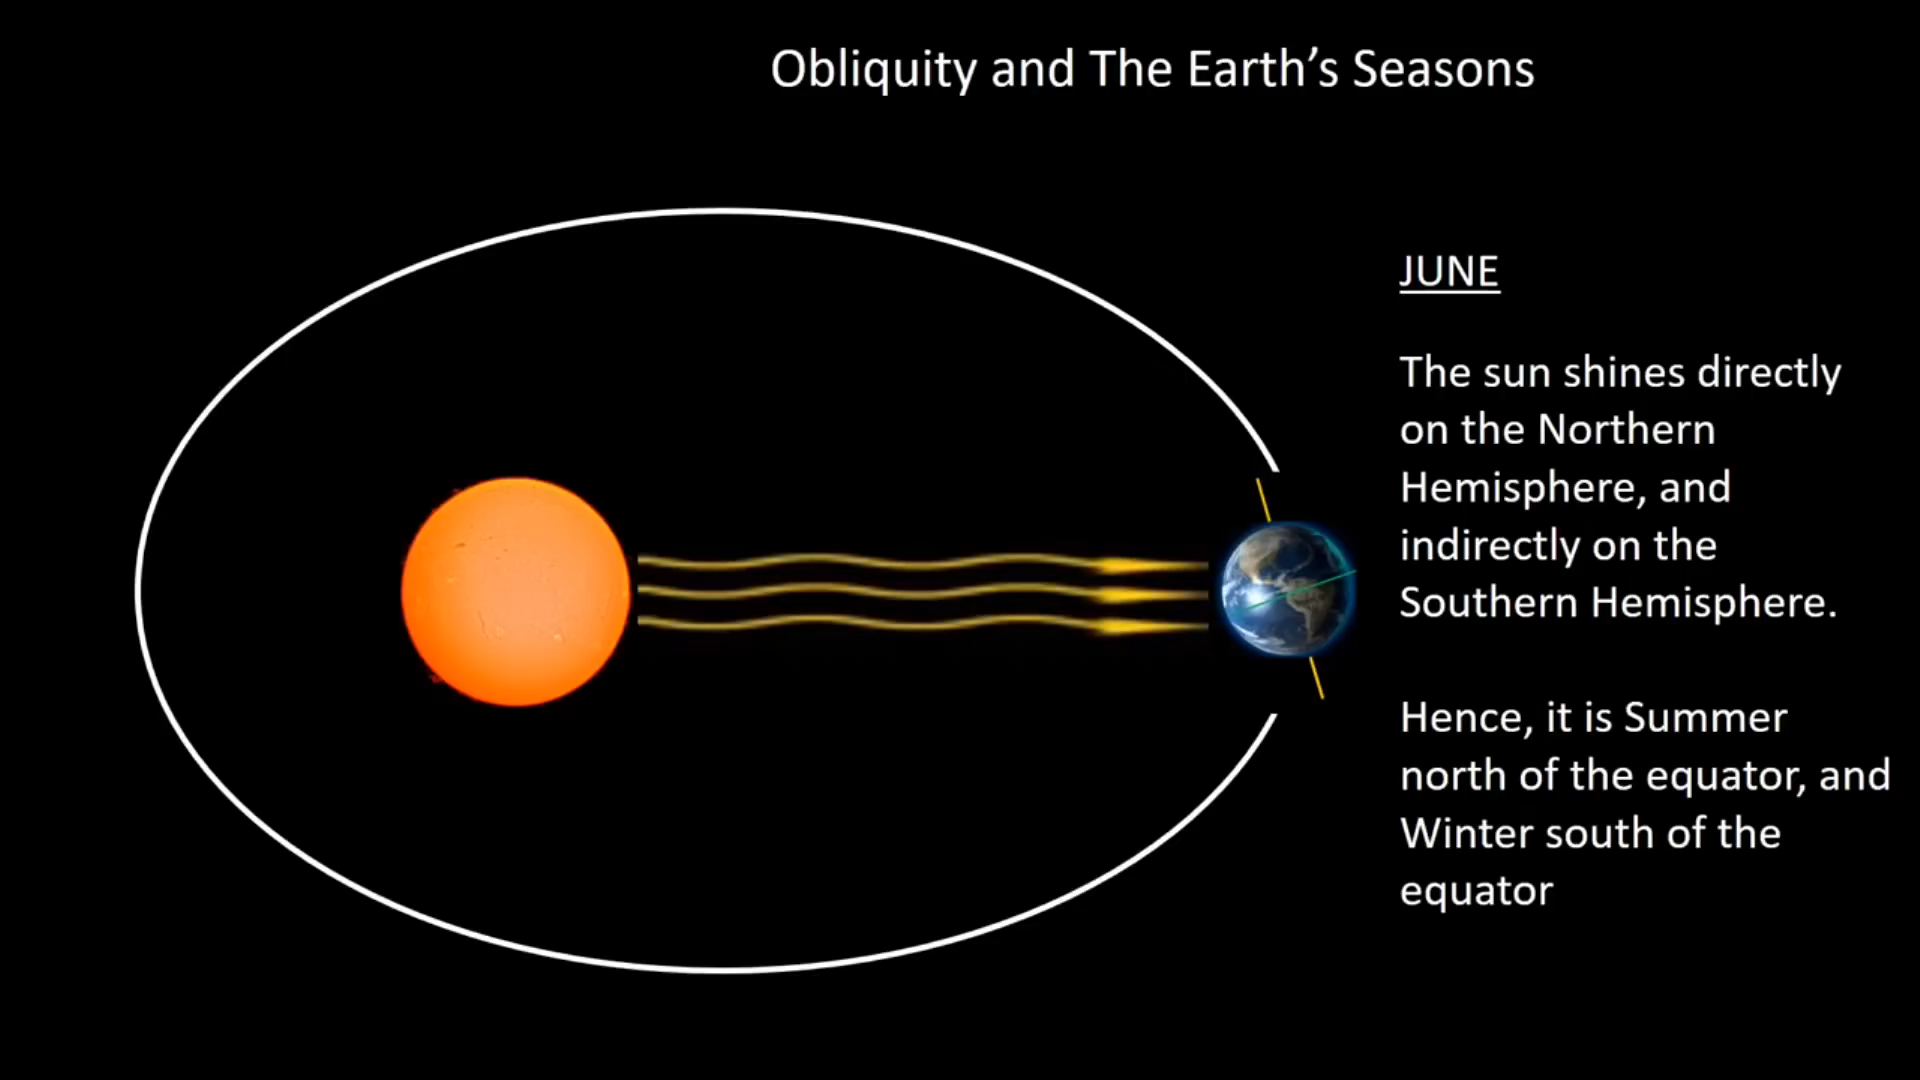 Obliquity and The Earth’s Seasons
JUNE
The sun shines directly
on the Northern
Hemisphere, and
indirectly on the
Southern Hemisphere.
Hence, it is Summer
north of the equator, and
Winter south of the
equator